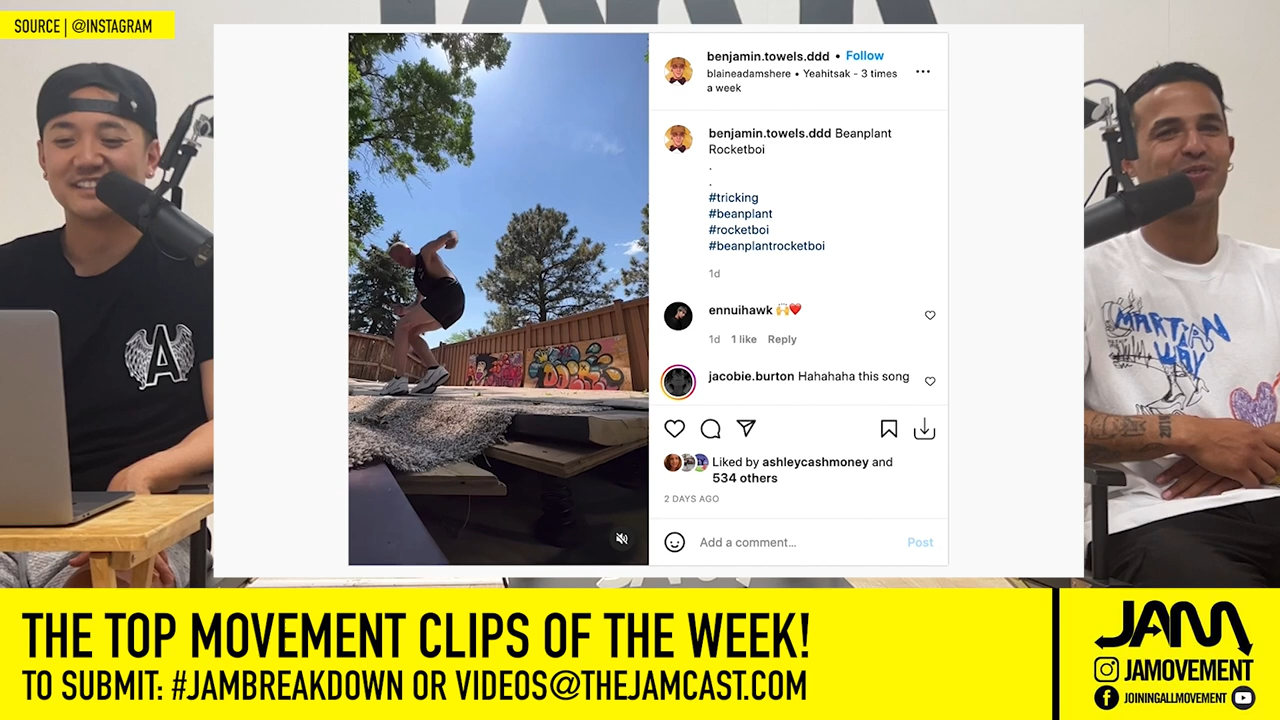 SOURCE | @INSTAGRAM
JAM
benjamin.towels.ddd • Follow
blaineadamshere • Yeahitsak - 3 times
a week
benjamin.towels.ddd Beanplant
Rocketboi
.
.
#tricking
#beanplant
#rocketboi
#beanplantrocketboi
1d
ennuihawk 🙌❤️
1d 1 like Reply
jacobie.burton Hahahaha this song
Liked by ashleycashmoney and
534 others
2 DAYS AGO
Add a comment... Post
A
MARTIAN
WAY
THE TOP MOVEMENT CLIPS OF THE WEEK!
TO SUBMIT: #JAMBREAKDOWN OR VIDEOS@THEJAMCAST.COM
JAM
JAMOVEMENT
JOININGALLMOVEMENT